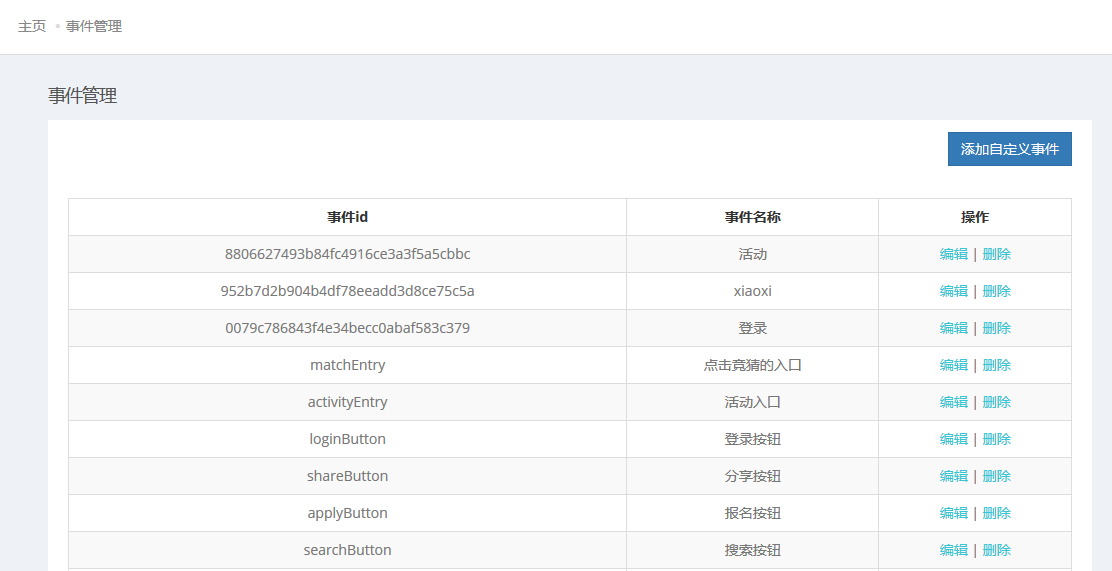 主页 • 事件管理
事件管理
添加自定义事件
事件id 事件名称 操作
8806627493b84fc4916ce3a3f5a5cbbc 活动 编辑 | 删除
952b7d2b904b4df78eeadd3d8ce75c5a xiaoxi 编辑 | 删除
0079c786843f4e34becc0abaf583c379 登录 编辑 | 删除
matchEntry 点击竟猜的入口 编辑 | 删除
activityEntry 活动入口 编辑 | 删除
loginButton 登录按钮 编辑 | 删除
shareButton 分享按钮 编辑 | 删除
applyButton 报名按钮 编辑 | 删除
searchButton 搜索按钮 编辑 | 删除